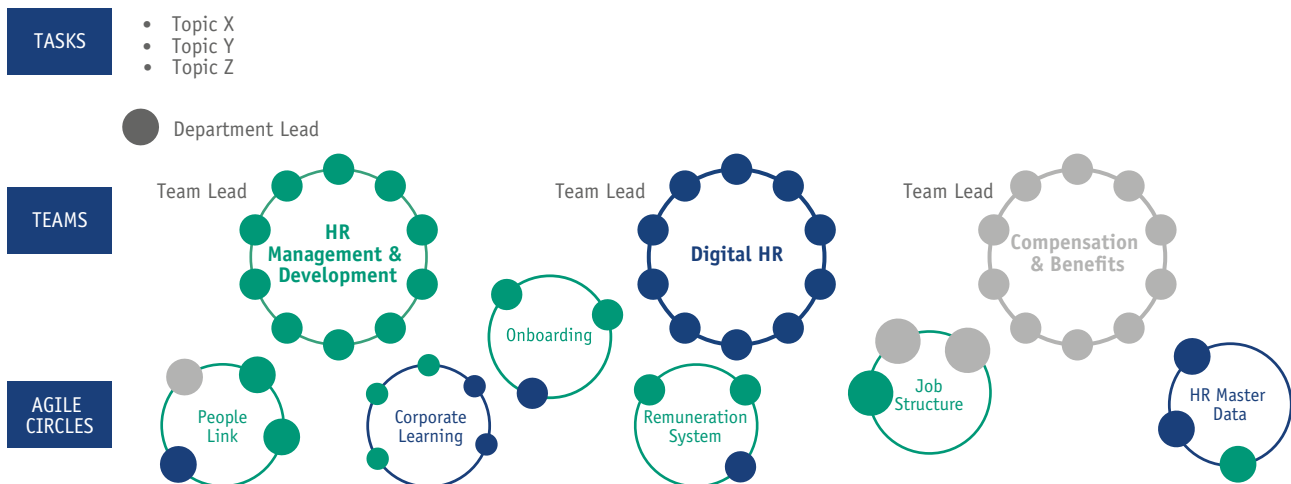 TASKS
• Topic X
• Topic Y
• Topic Z
Department Lead
TEAMS
Team Lead
HR
Management &
Development
Team Lead
Digital HR
Team Lead
Compensation
& Benefits
AGILE
CIRCLES
People
Link
Corporate
Learning
Onboarding
Remuneration
System
Job
Structure
HR Master
Data